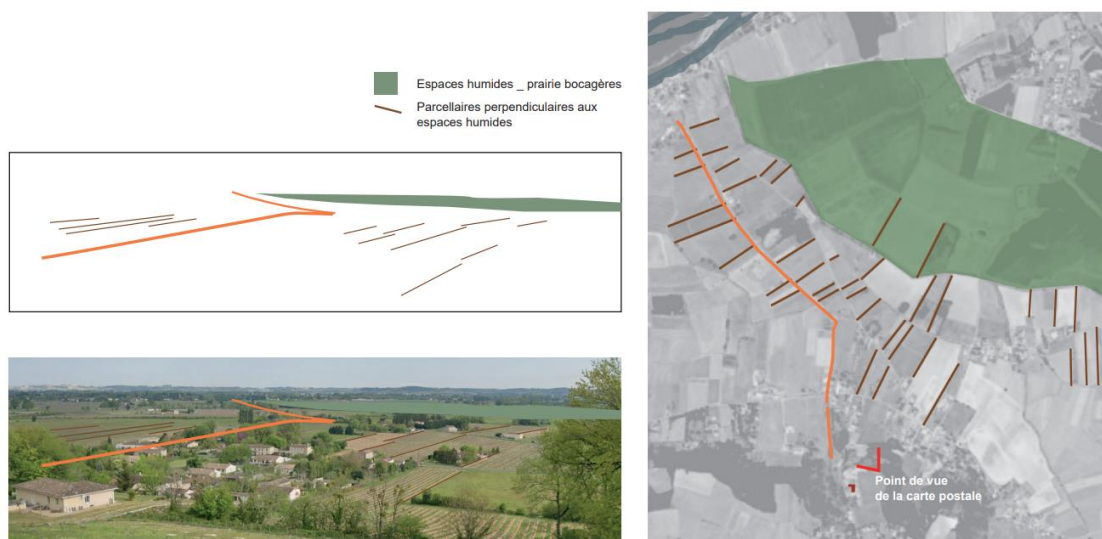 Espaces humides _ prairie bocagères
Parcellaires perpendiculaires aux
espaces humides
Point de vue
de la carte postale